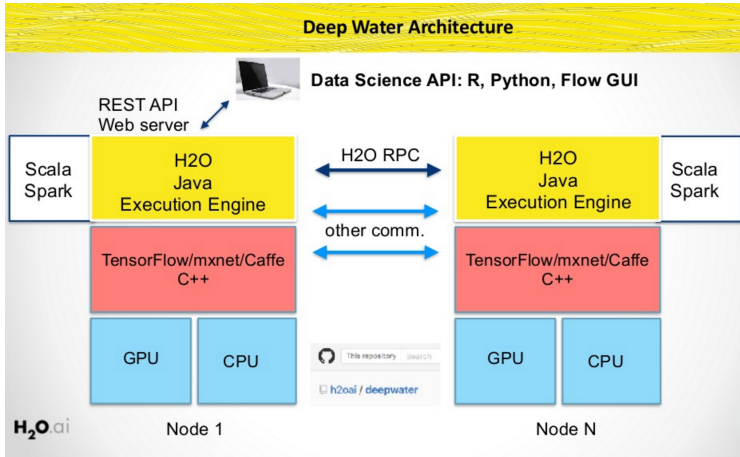 Deep Water Architecture
Data Science API: R, Python, Flow GUI
REST API
Web server
Scala
Spark
H2O
Java
Execution Engine
H2O RPC
H2O
Java
Execution Engine
Scala
Spark
other comm.
TensorFlow/mxnet/Caffe
C++
TensorFlow/mxnet/Caffe
C++
GPU
CPU
This repository Search
h2oai / deepwater
GPU
CPU
H2O.ai
Node 1
Node N